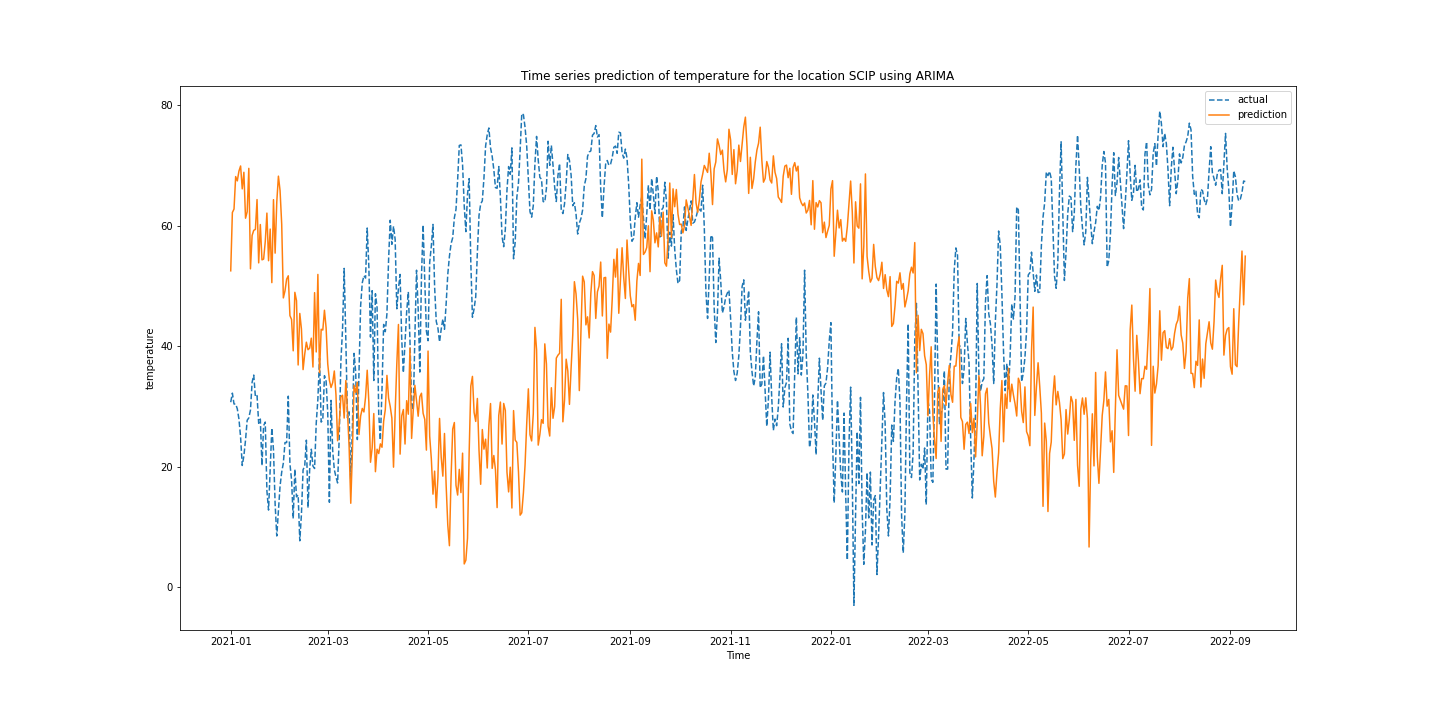 Time series prediction of temperature for the location SCIP using ARIMA
actual
prediction
80
60
40
20
0
temperature
2021-01 2021-03 2021-05 2021-07 2021-09 2021-11 2022-01 2022-03 2022-05 2022-07 2022-09
Time